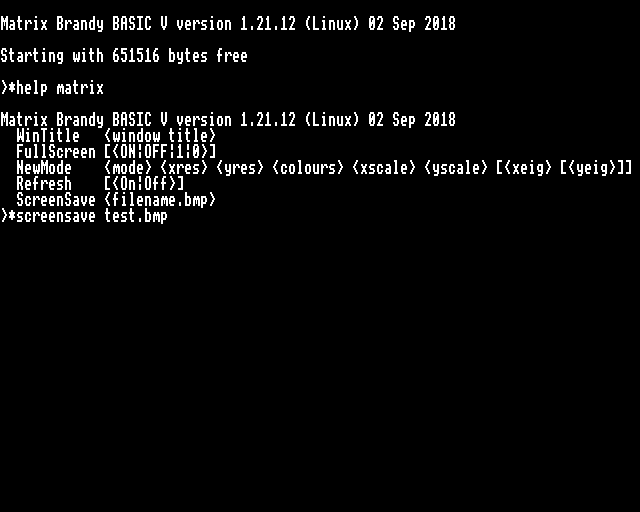 Matrix Brandy BASIC V version 1.21.12 (Linux) 02 Sep 2018
Starting with 651516 bytes free
>*help matrix
Matrix Brandy BASIC V version 1.21.12 (Linux) 02 Sep 2018
  WinTitle   <window title>
  FullScreen [<ON|OFF|1|0>]
  NewMode    <mode> <xres> <yres> <colours> <xscale> <yscale> [<xeig> [<yeig>]]
  Refresh    [<On|Off>]
  ScreenSave <filename.bmp>
>*screensave test.bmp